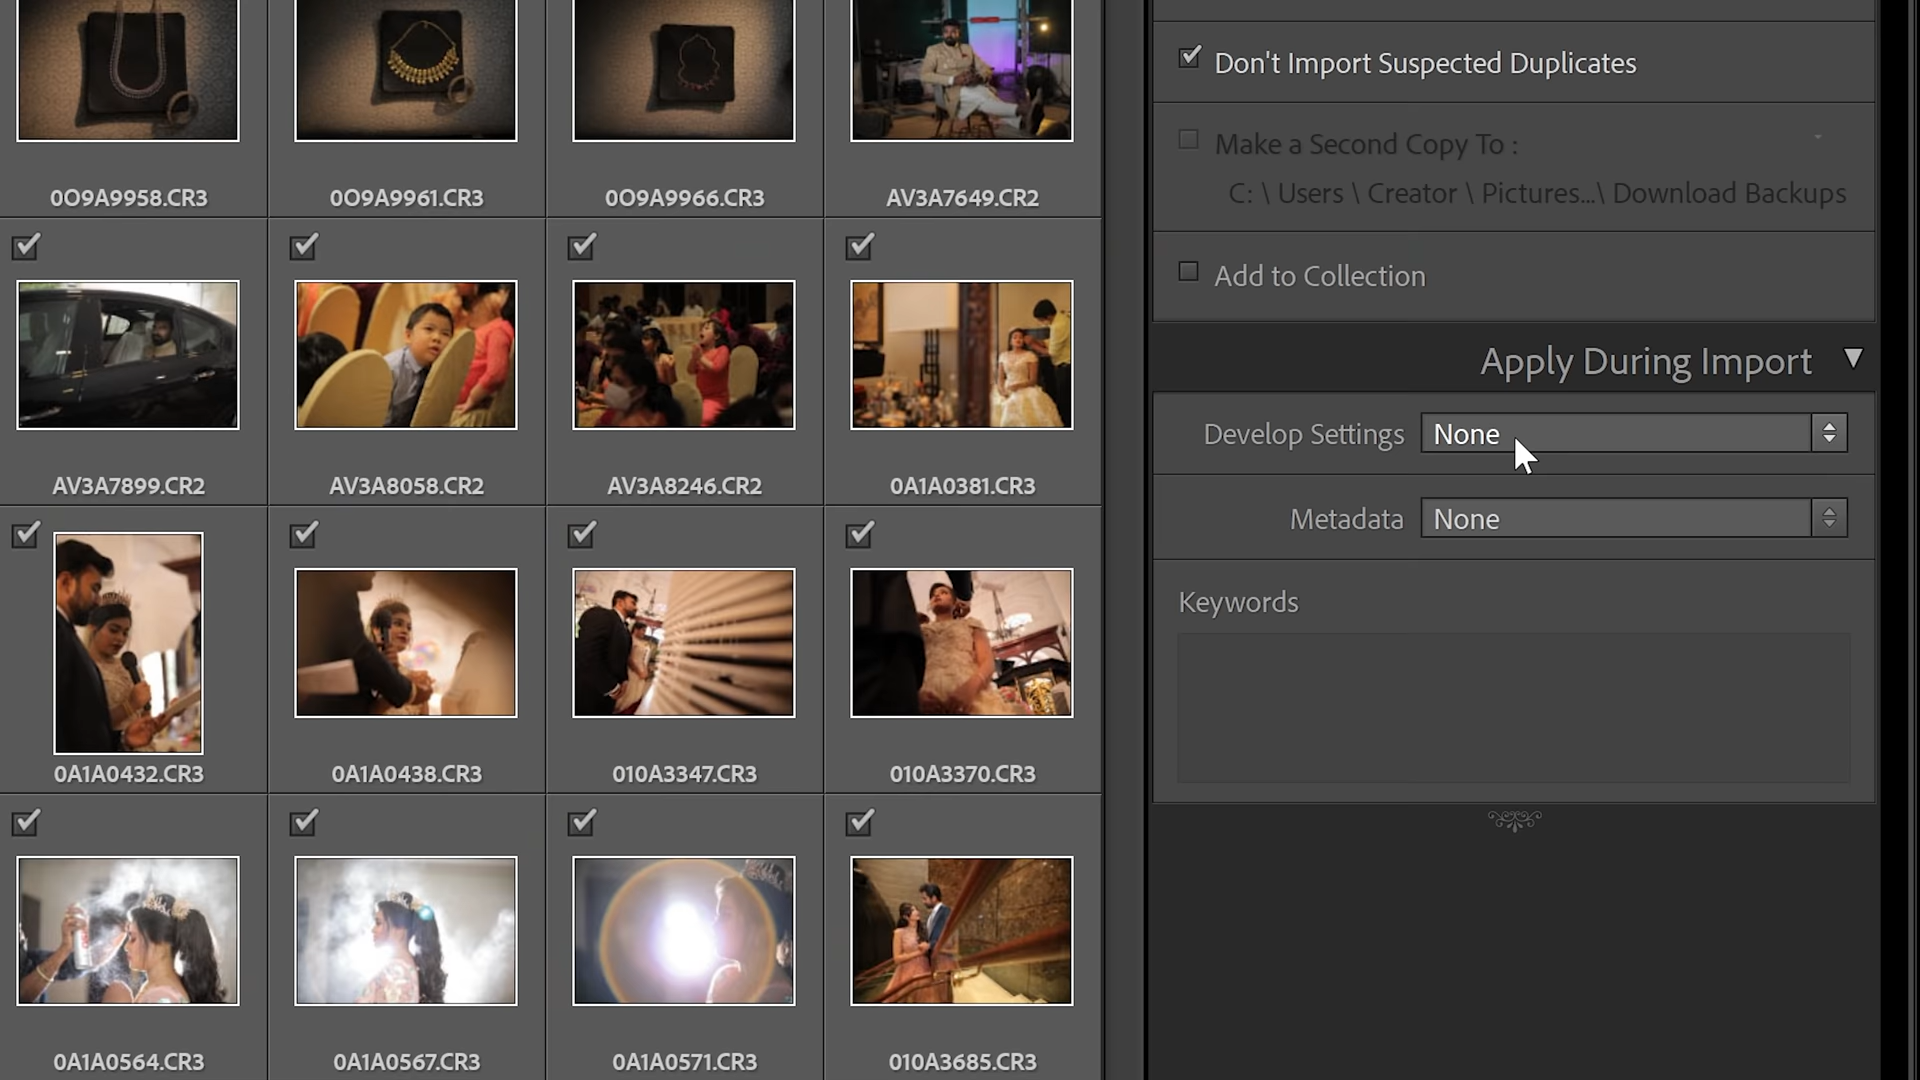 0O9A9958.CR3 0O9A9961.CR3 0O9A9966.CR3 AV3A7649.CR2
AV3A7899.CR2 AV3A8058.CR2 AV3A8246.CR2 0A1A0381.CR3
0A1A0432.CR3 0A1A0438.CR3 010A3347.CR3 010A3370.CR3
0A1A0564.CR3 0A1A0567.CR3 0A1A0571.CR3 010A3685.CR3
Don't Import Suspected Duplicates
Make a Second Copy To :
C: \ Users \ Creator \ Pictures...\ Download Backups
Add to Collection
Apply During Import
Develop Settings None
Metadata None
Keywords